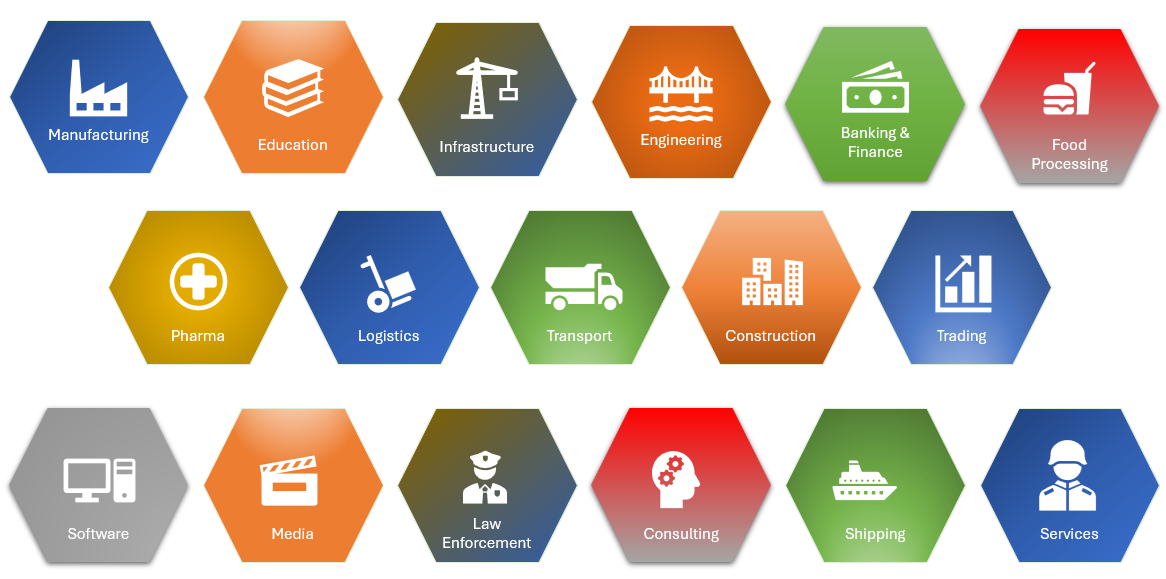 Manufacturing
Education
Infrastructure
Engineering
Banking &
Finance
Food
Processing
Pharma
Logistics
Transport
Construction
Trading
Software
Media
Law
Enforcement
Consulting
Shipping
Services